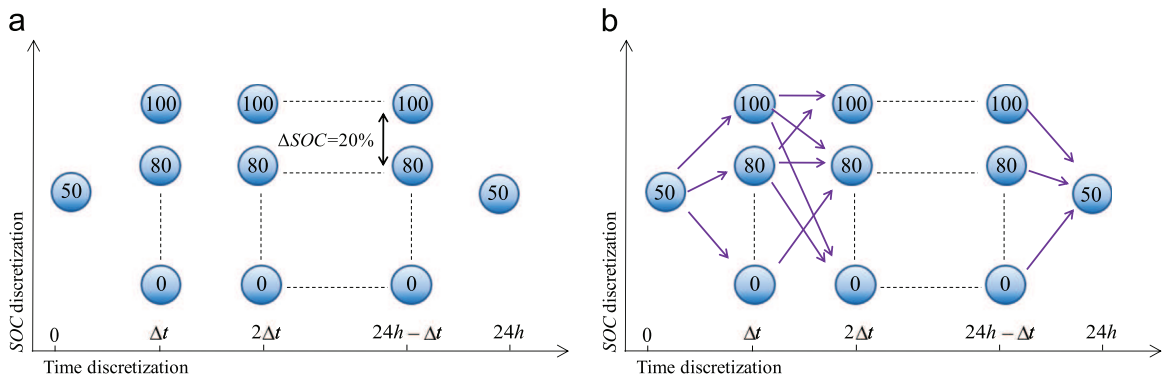 a
100
100
100
ΔSOC=20%
80
80
80
50
50
0
0
0
SOC discretization
0
Δt
2Δt
24h – Δt
24h
Time discretization
b
100
100
100
80
80
80
50
50
0
0
0
SOC discretization
0
Δt
2Δt
24h – Δt
24h
Time discretization